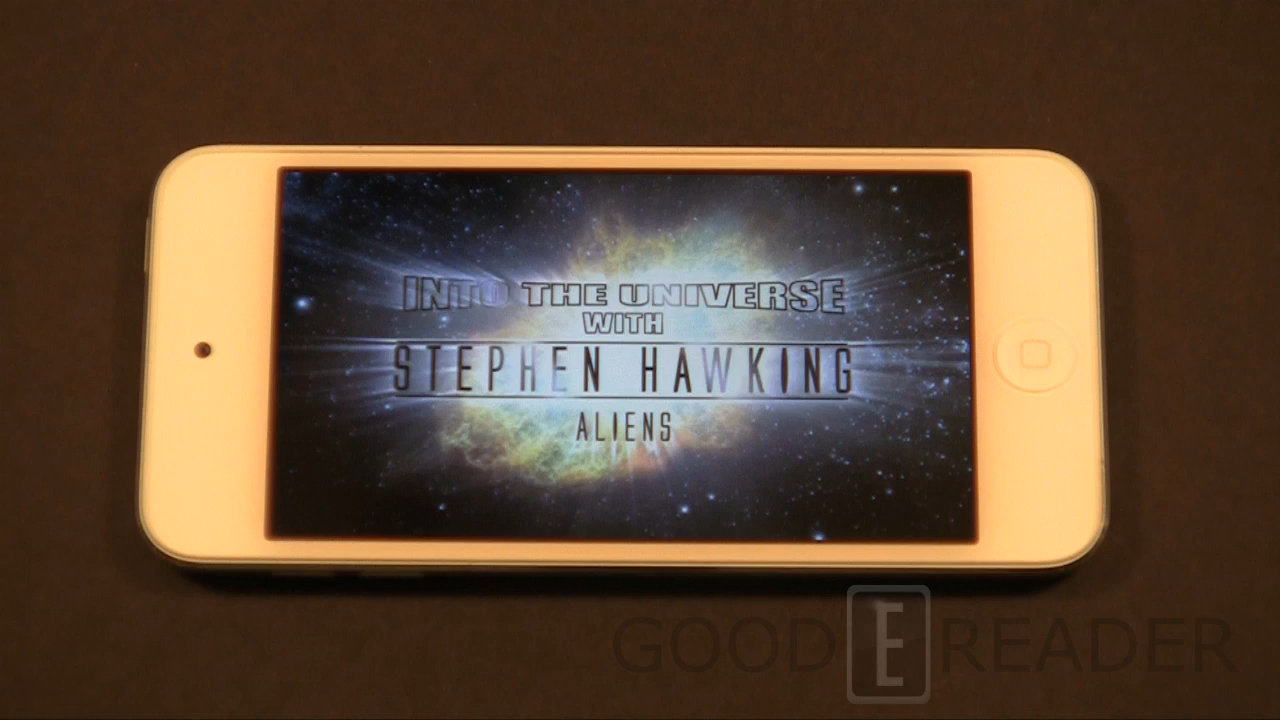 INTO THE UNIVERSE
WITH
STEPHEN HAWKING
ALIENS
GOOD E READER